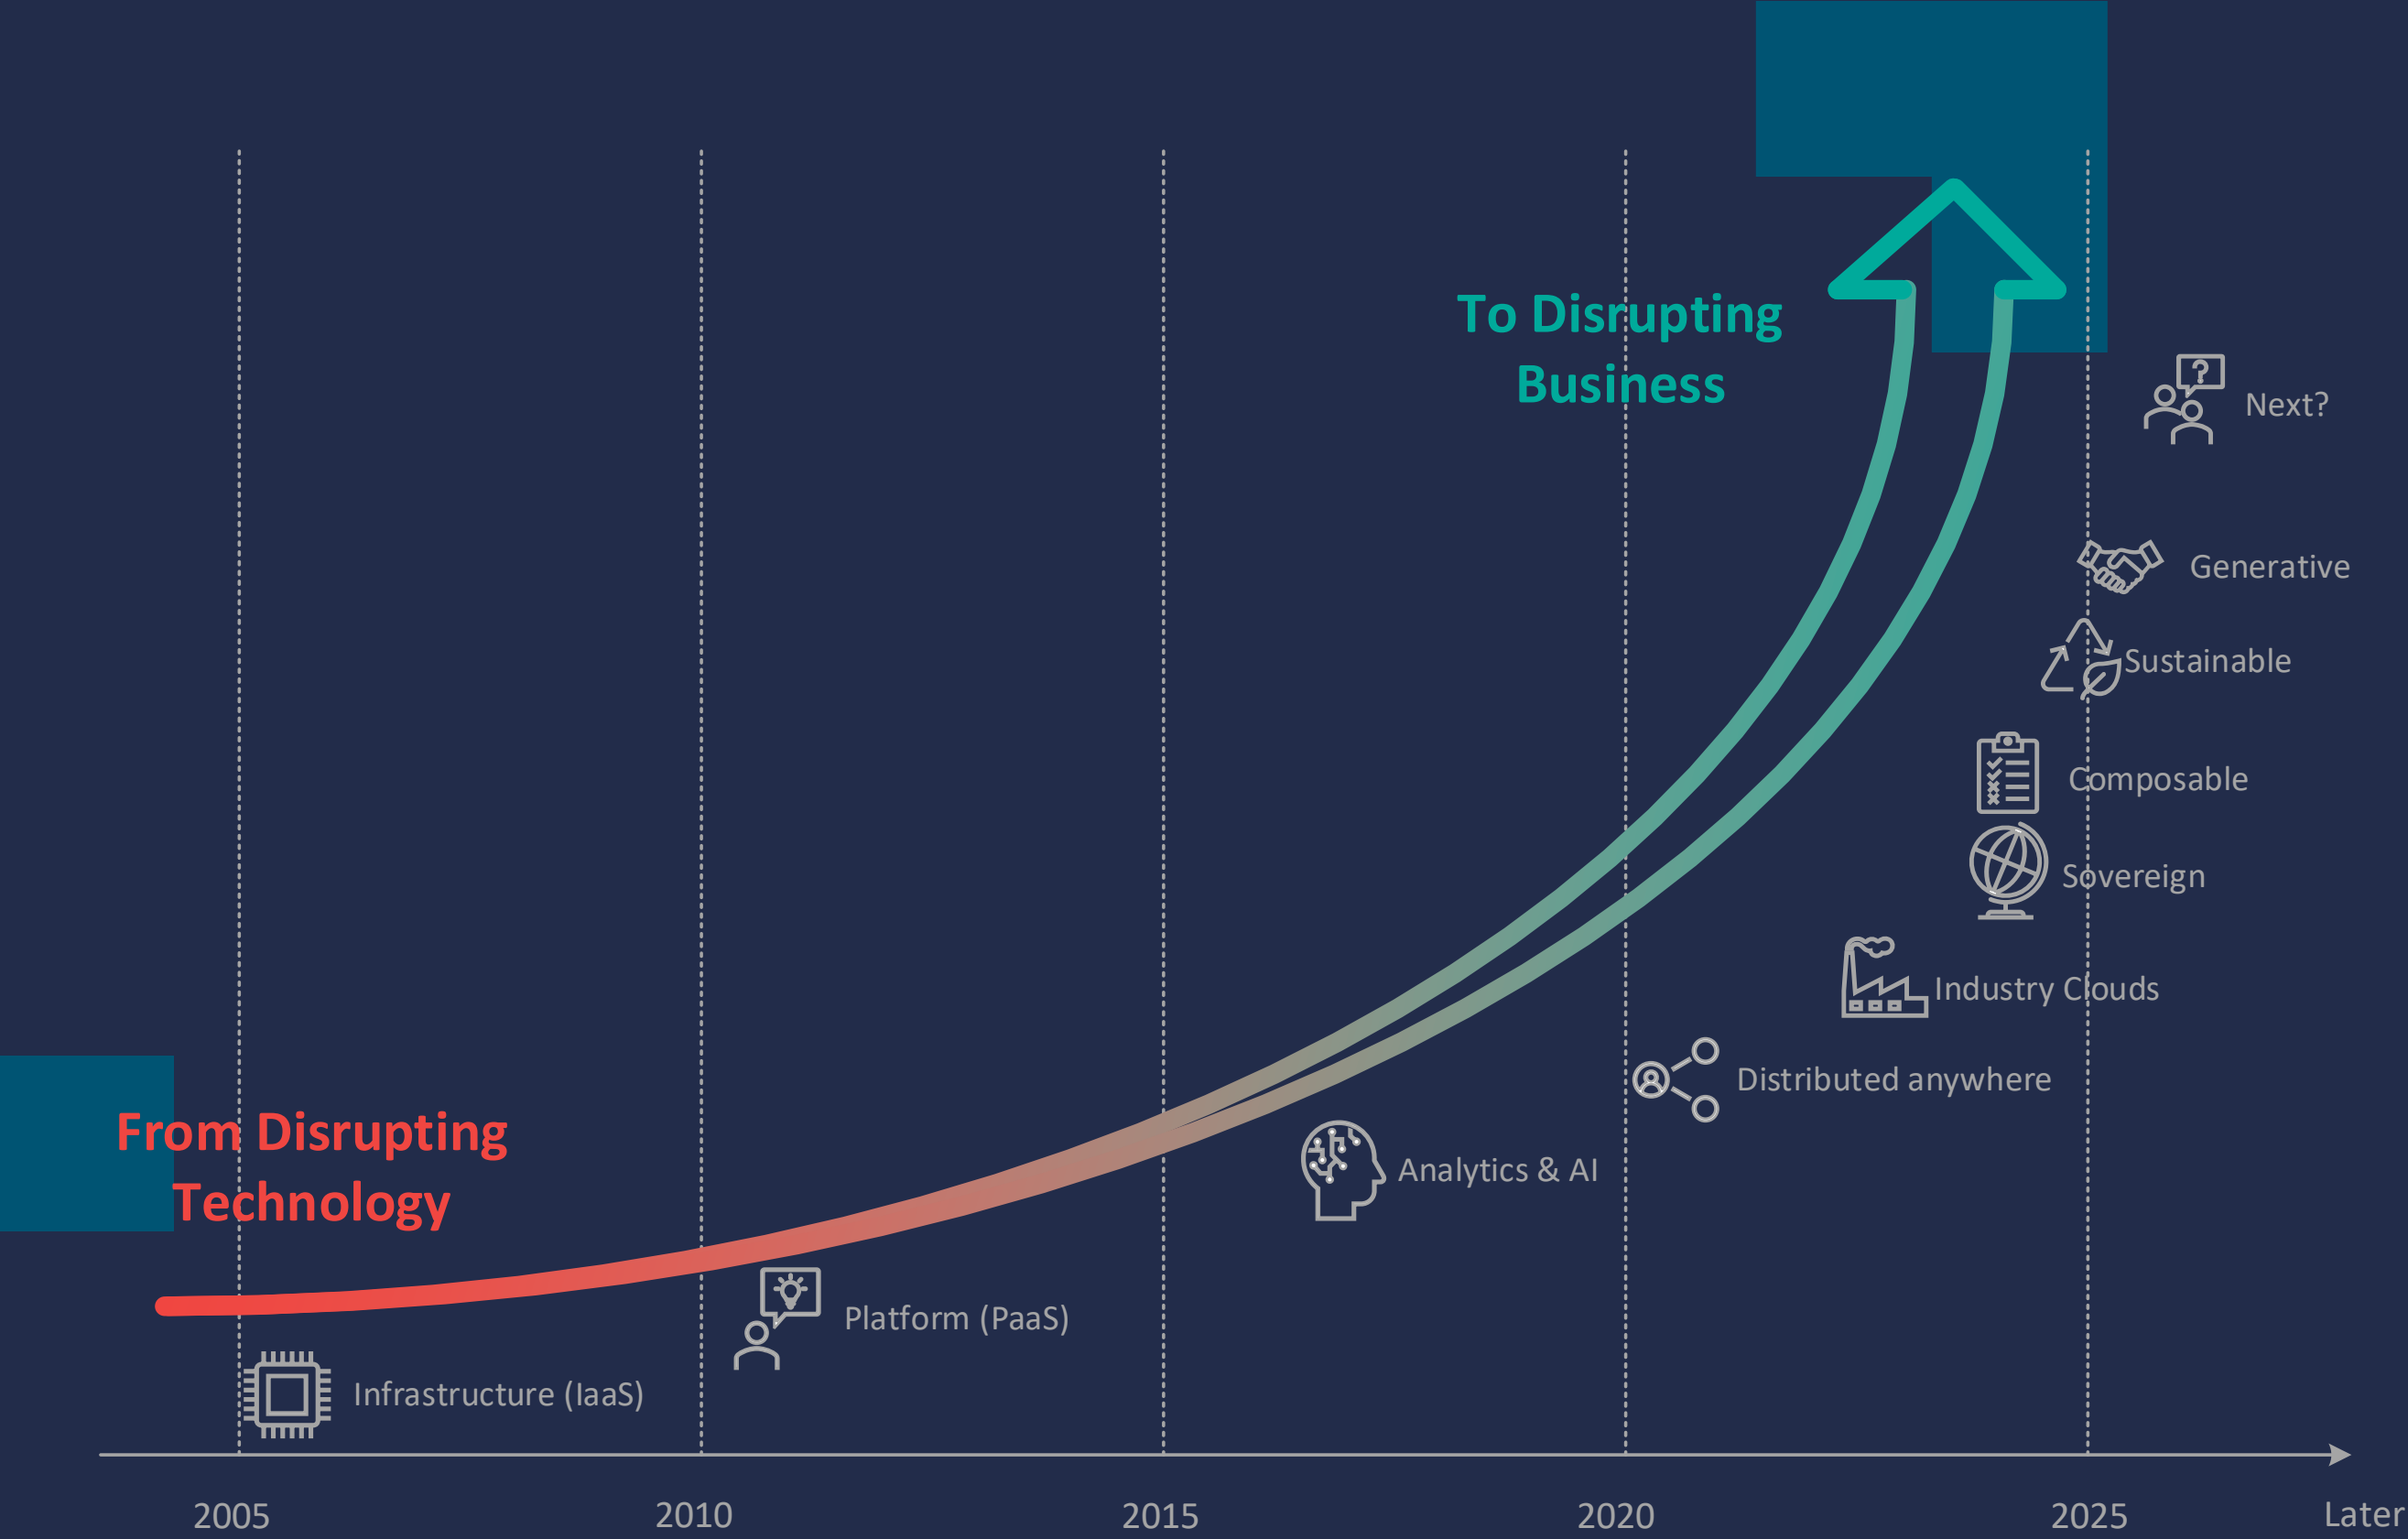 To Disrupting
Business
?
Next?
Generative
Sustainable
Composable
Sovereign
Industry Clouds
Distributed anywhere
From Disrupting
Technology
Analytics & AI
Platform (PaaS)
Infrastructure (IaaS)
2005 2010 2015 2020 2025 Later